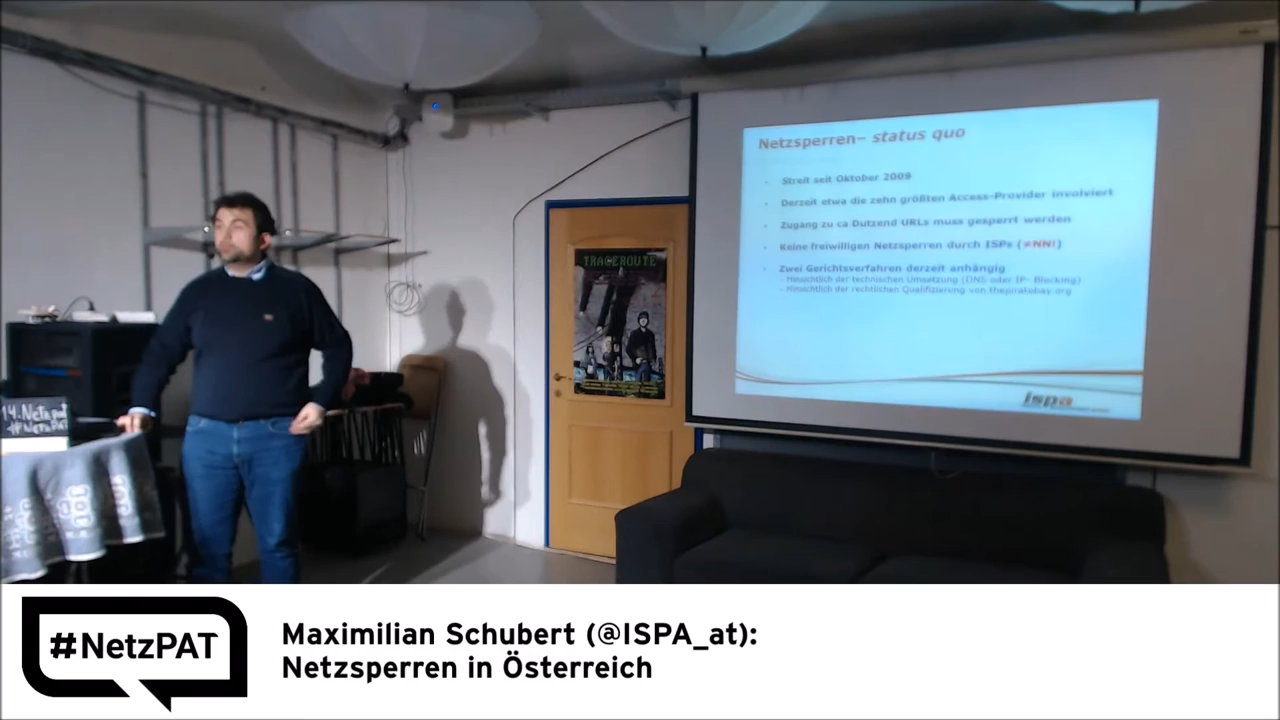 Netzsperren– status quo
- Streit seit Oktober 2009
- Derzeit etwa die zehn größten Access-Provider involviert
- Zugang zu ca Dutzend URLs muss gesperrt werden
- Keine freiwilligen Netzsperren durch ISPs (≠NN!)
- Zwei Gerichtsverfahren derzeit anhängig
- Hinsichtlich der technischen Umsetzung (DNS oder IP- Blocking)
- Hinsichtlich der rechtlichen Qualifizierung von thepiratebay.org
ispa
TRACEROUTE
14. Netzpat
#NetzPAT
#NetzPAT
Maximilian Schubert (@ISPA_at):
Netzsperren in Österreich